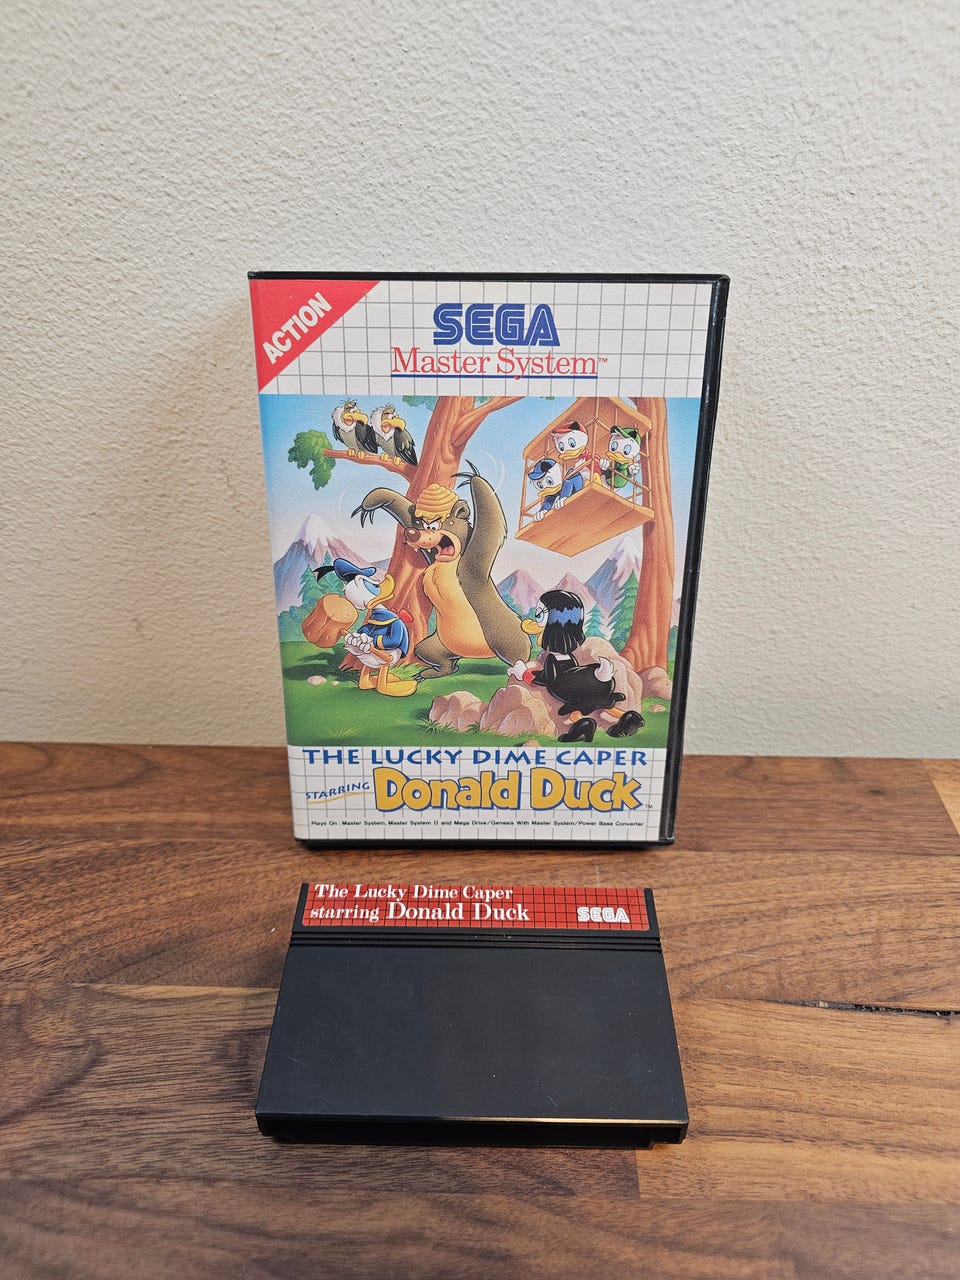 ACTION
SEGA
Master System™
THE LUCKY DIME CAPER
STARRING Donald Duck™
Plays On : Master System, Master System II and Mega Drive/Genesis With Master System/Power Base Converter
The Lucky Dime Caper
starring Donald Duck
SEGA